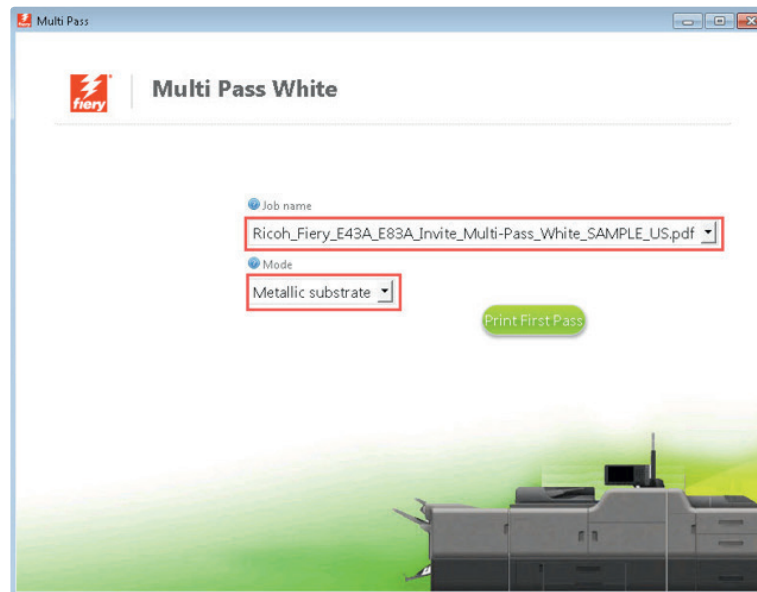 Multi Pass
fiery
Multi Pass White
Job name
Ricoh_Fiery_E43A_E83A_Invite_Multi-Pass_White_SAMPLE_US.pdf
Mode
Metallic substrate
Print First Pass